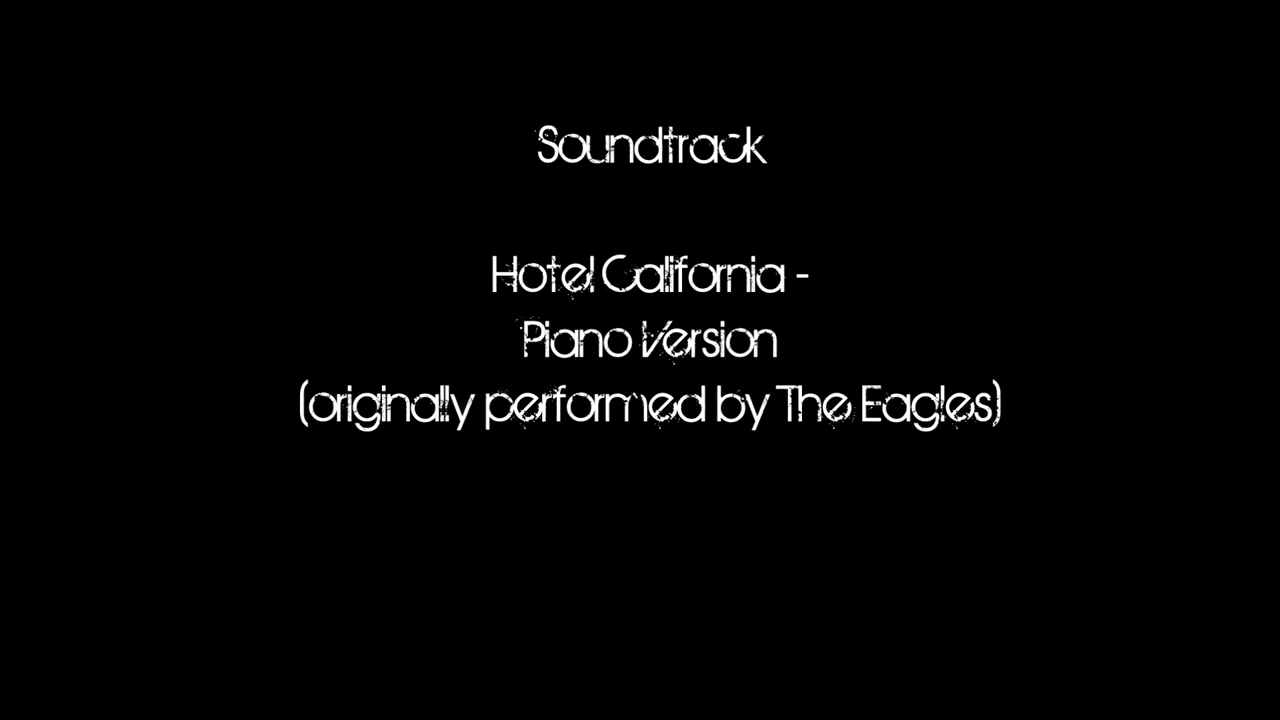 Soundtrack
Hotel California -
Piano Version
(originally performed by The Eagles)